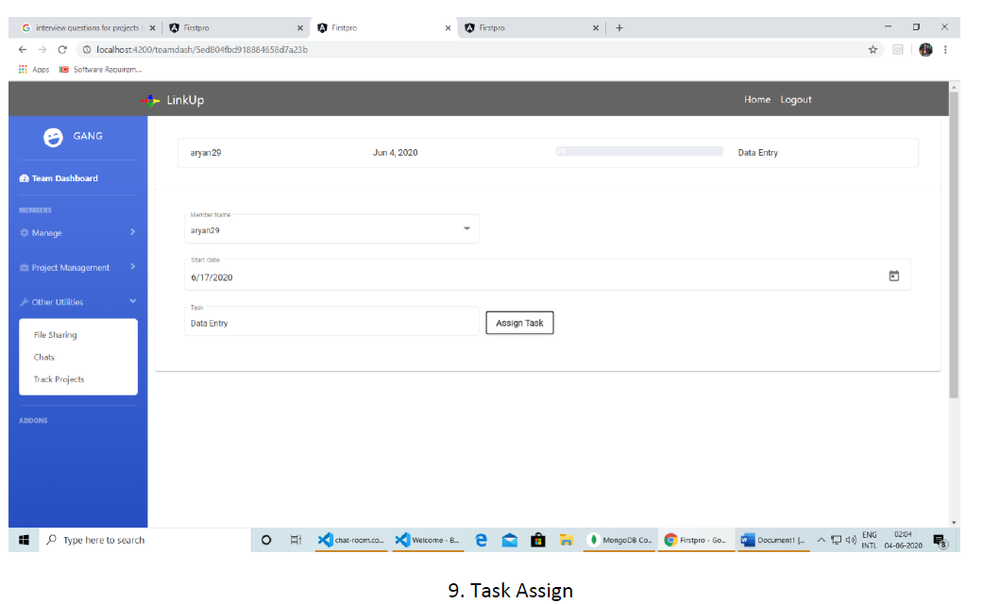 interview questions for projects
Firstpro
Firstpro
Firstpro
localhost:4200/teamdash/5ed804fbd918884658d7a23b
Apps
Software Requirem...
LinkUp
Home
Logout
GANG
aryan29
Jun 4, 2020
Data Entry
Team Dashboard
MEMBERS
Manage
Project Management
Other Utilities
File Sharing
Chats
Track Projects
ADDONS
Member Name
aryan29
Start date
6/17/2020
Task
Data Entry
Assign Task
Type here to search
chat-room.co...
Welcome - B...
MongoDB Co...
Firstpro - Go...
Document1 [...
ENG
INTL
02:04
04-06-2020
9. Task Assign